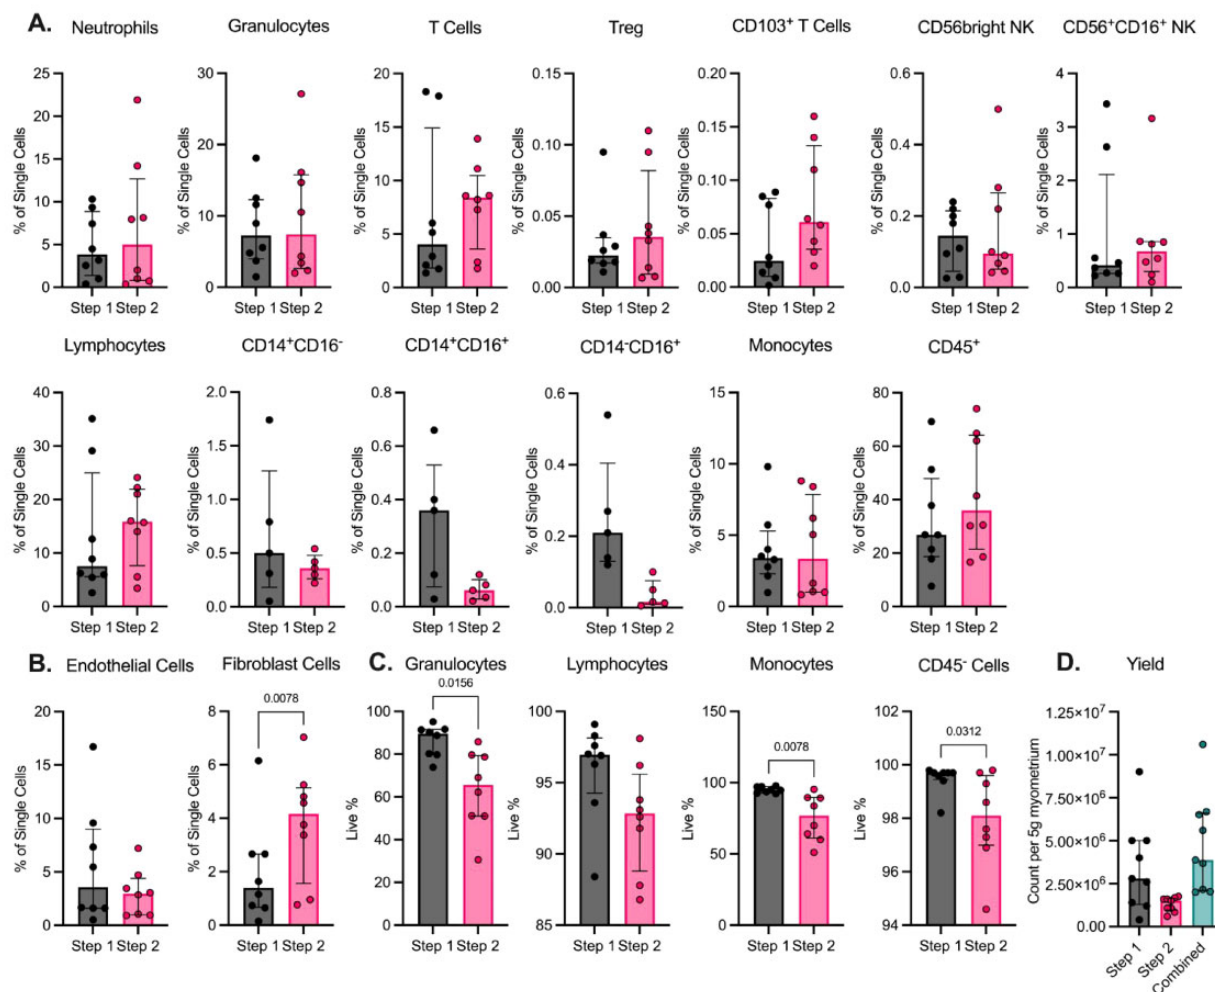 A.
Neutrophils
% of Single Cells
25
20
15
10
5
0
Step 1 Step 2
Granulocytes
% of Single Cells
30
20
10
0
Step 1 Step 2
T Cells
% of Single Cells
20
15
10
5
0
Step 1 Step 2
Treg
% of Single Cells
0.15
0.10
0.05
0.00
Step 1 Step 2
CD103⁺ T Cells
% of Single Cells
0.20
0.15
0.10
0.05
0.00
Step 1 Step 2
CD56bright NK
% of Single Cells
0.6
0.4
0.2
0.0
Step 1 Step 2
CD56⁺CD16⁺ NK
% of Single Cells
4
3
2
1
0
Step 1 Step 2
Lymphocytes
% of Single Cells
40
30
20
10
0
Step 1 Step 2
CD14⁺CD16⁻
% of Single Cells
2.0
1.5
1.0
0.5
0.0
Step 1 Step 2
CD14⁺CD16⁺
% of Single Cells
0.8
0.6
0.4
0.2
0.0
Step 1 Step 2
CD14⁻CD16⁺
% of Single Cells
0.6
0.4
0.2
0.0
Step 1 Step 2
Monocytes
% of Single Cells
15
10
5
0
Step 1 Step 2
CD45⁺
% of Single Cells
80
60
40
20
0
Step 1 Step 2
B.
Endothelial Cells
% of Single Cells
20
15
10
5
0
Step 1 Step 2
Fibroblast Cells
0.0078
% of Single Cells
8
6
4
2
0
Step 1 Step 2
C.
Granulocytes
0.0156
Live %
100
80
60
40
20
0
Step 1 Step 2
Lymphocytes
Live %
100
95
90
85
Step 1 Step 2
Monocytes
0.0078
Live %
150
100
50
0
Step 1 Step 2
CD45⁻ Cells
0.0312
Live %
102
100
98
96
94
Step 1 Step 2
D.
Yield
Count per 5g myometrium
1.25×10⁷
1.00×10⁷
7.50×10⁶
5.00×10⁶
2.50×10⁶
0.00
Step 1
Step 2
Combined